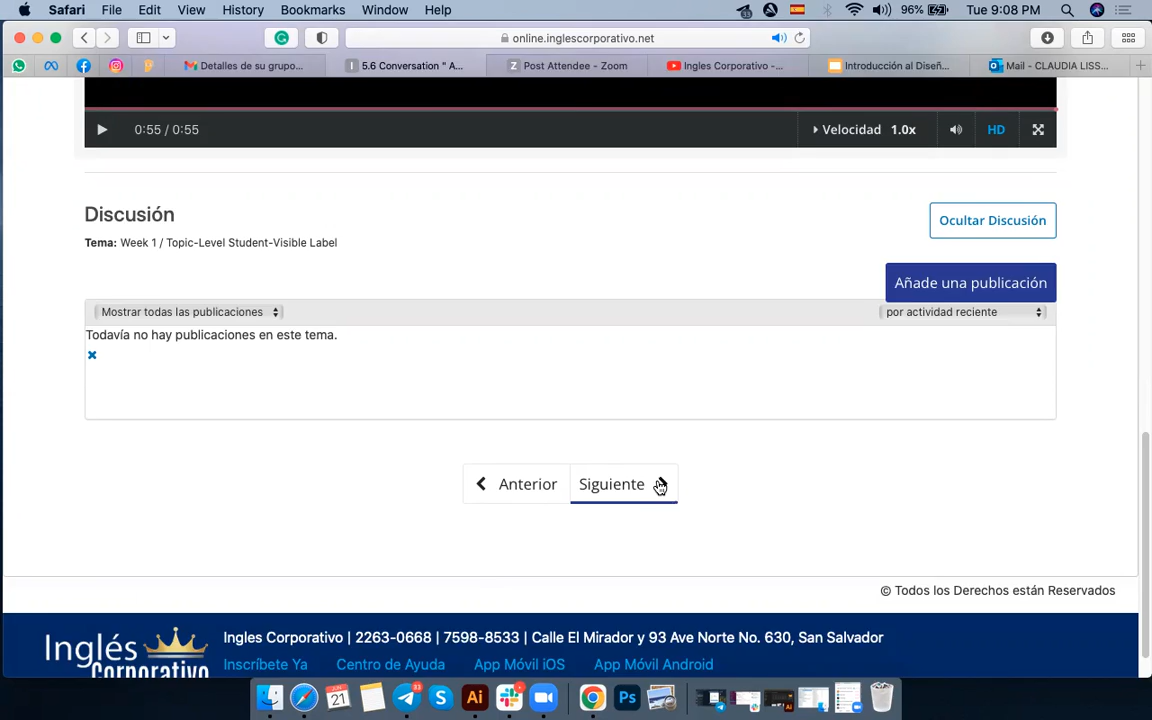 Safari File Edit View History Bookmarks Window Help 96% Tue 9:08 PM
online.inglescorporativo.net
Detalles de su grupo... 5.6 Conversation " A... Post Attendee - Zoom Ingles Corporativo -... Introducción al Diseñ... Mail - CLAUDIA LISS...
0:55 / 0:55 Velocidad 1.0x HD
Discusión
Ocultar Discusión
Tema: Week 1 / Topic-Level Student-Visible Label
Añade una publicación
Mostrar todas las publicaciones por actividad reciente
Todavía no hay publicaciones en este tema.
Anterior Siguiente
© Todos los Derechos están Reservados
Inglés Corporativo
Ingles Corporativo | 2263-0668 | 7598-8533 | Calle El Mirador y 93 Ave Norte No. 630, San Salvador
Inscríbete Ya Centro de Ayuda App Móvil iOS App Móvil Android
JUN 21 Ai Ps